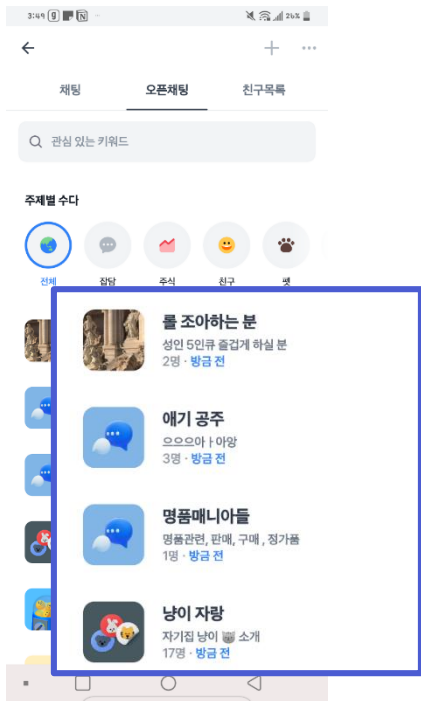 3:49 g N
26%
채팅 오픈채팅 친구목록
관심 있는 키워드
주제별 수다
전체 잡담 주식 친구 펫
롤 조아하는 분
성인 5인큐 즐겁게 하실 분
2명 · 방금 전
애기 공주
으으으아ㅏ아앙
3명 · 방금 전
명품매니아들
명품관련, 판매, 구매 , 정가품
1명 · 방금 전
냥이 자랑
자기집 냥이 🐱 소개
17명 · 방금 전